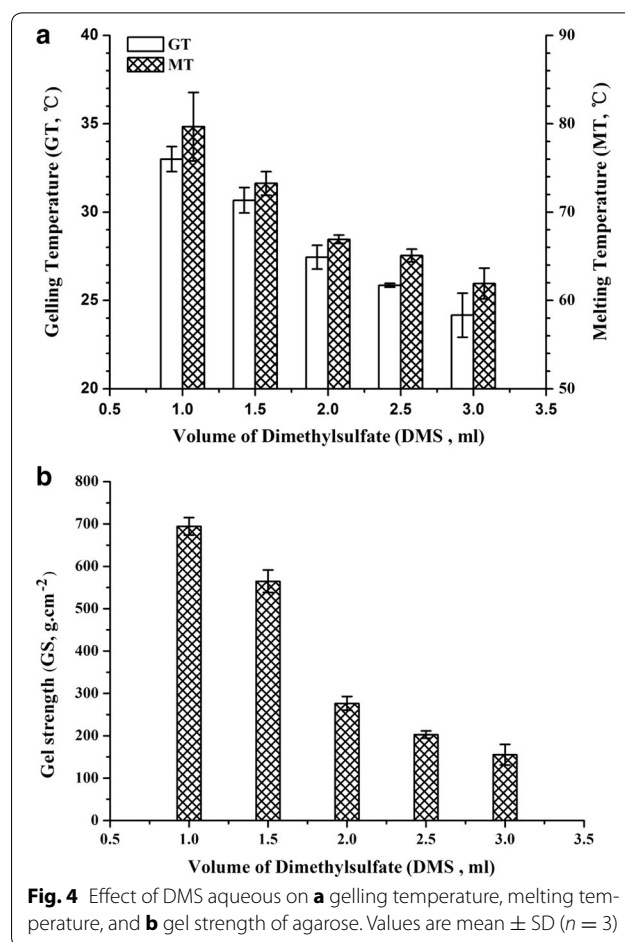 a
GT
MT
40
35
30
25
20
90
80
70
60
50
Gelling Temperature (GT, ℃)
Melting Temperature (MT, ℃)
0.5 1.0 1.5 2.0 2.5 3.0 3.5
Volume of Dimethylsulfate (DMS , ml)
b
800
700
600
500
400
300
200
100
0
Gel strength (GS, g.cm-2)
0.5 1.0 1.5 2.0 2.5 3.0 3.5
Volume of Dimethylsulfate (DMS , ml)
Fig. 4 Effect of DMS aqueous on a gelling temperature, melting tem-
perature, and b gel strength of agarose. Values are mean ± SD (n = 3)